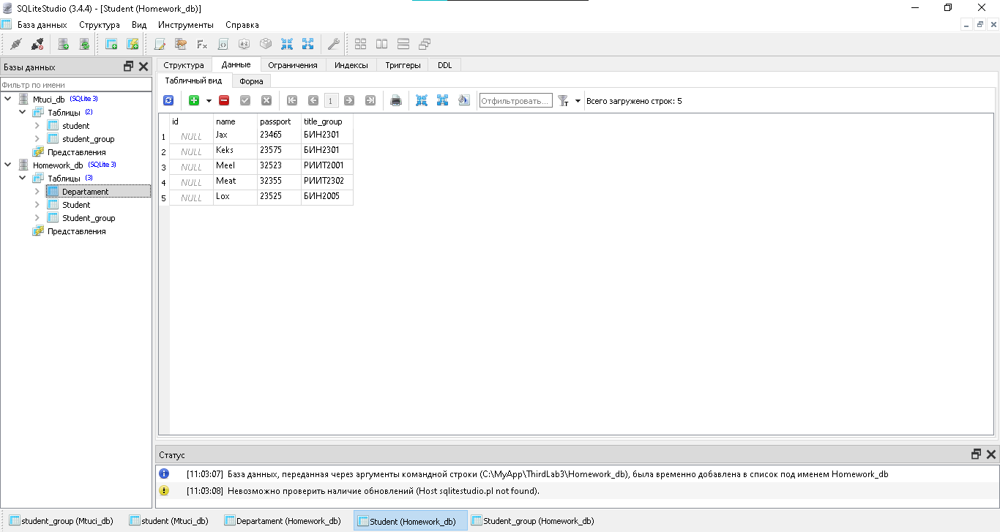 SQLiteStudio (3.4.4) - [Student (Homework_db)]
База данных Структура Вид Инструменты Справка
Базы данных
Фильтр по имени
Mtuci_db (SQLite 3)
Таблицы (2)
student
student_group
Представления
Homework_db (SQLite 3)
Таблицы (3)
Departament
Student
Student_group
Представления
Структура Данные Ограничения Индексы Триггеры DDL
Табличный вид Форма
1 Отфильтровать... Всего загружено строк: 5
id name passport title_group
1 NULL Jax 23465 БИН2301
2 NULL Keks 23575 БИН2301
3 NULL Meel 32523 РИИТ2001
4 NULL Meat 32355 РИИТ2302
5 NULL Lox 23525 БИН2005
Статус
[11:03:07] База данных, переданная через аргументы командной строки (C:\MyApp\ThirdLab3\Homework_db), была временно добавлена в список под именем Homework_db
[11:03:08] Невозможно проверить наличие обновлений (Host sqlitestudio.pl not found).
student_group (Mtuci_db) student (Mtuci_db) Departament (Homework_db) Student (Homework_db) Student_group (Homework_db)